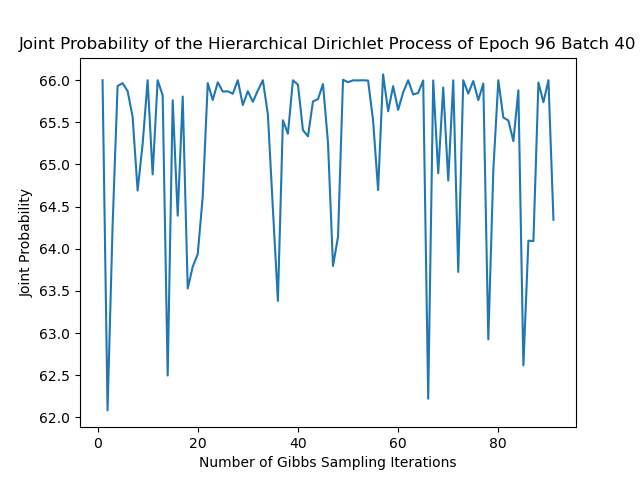 Joint Probability of the Hierarchical Dirichlet Process of Epoch 96 Batch 40
66.0
65.5
65.0
64.5
64.0
63.5
63.0
62.5
62.0
Joint Probability
0 20 40 60 80
Number of Gibbs Sampling Iterations